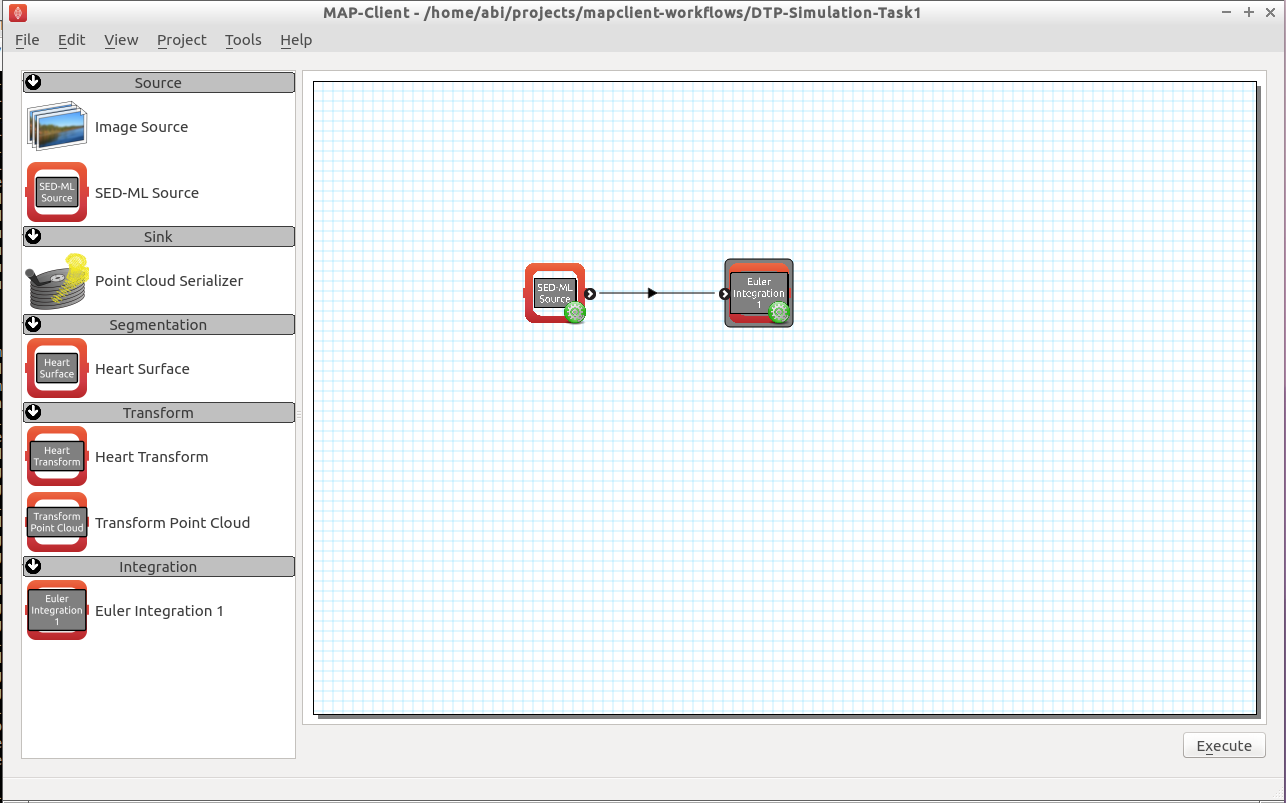 MAP-Client - /home/abi/projects/mapclient-workflows/DTP-Simulation-Task1
File Edit View Project Tools Help
Source
Image Source
SED-ML
Source
SED-ML Source
Sink
Point Cloud Serializer
Segmentation
Heart
Surface
Heart Surface
Transform
Heart
Transform
Heart Transform
Transform
Point Cloud
Transform Point Cloud
Integration
Euler
Integration
1
Euler Integration 1
SED-ML
Source
Euler
Integration
1
Execute